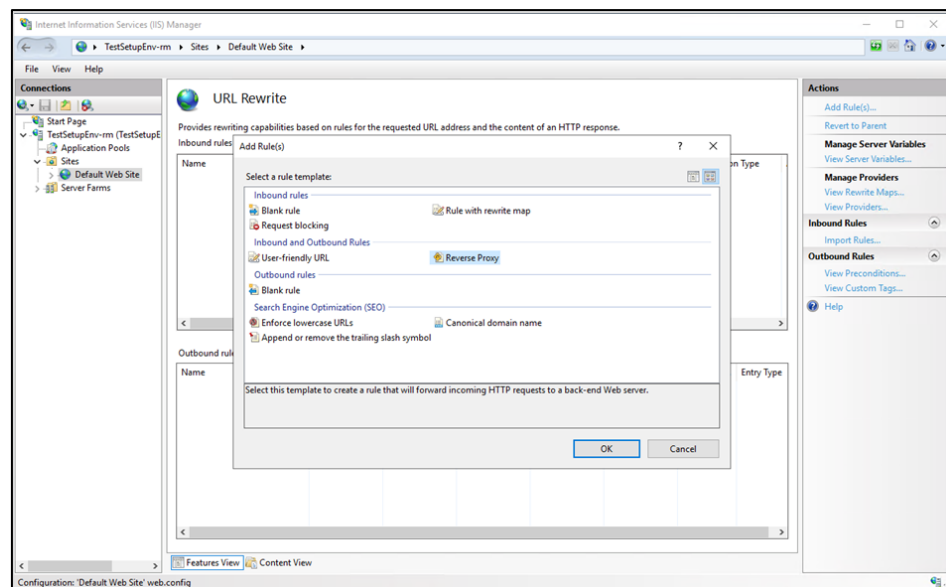 Internet Information Services (IIS) Manager
TestSetupEnv-rm Sites Default Web Site
File View Help
Connections
Start Page
TestSetupEnv-rm (TestSetupE
Application Pools
Sites
Default Web Site
Server Farms
URL Rewrite
Provides rewriting capabilities based on rules for the requested URL address and the content of an HTTP response.
Inbound rules
Name
on Type
Add Rule(s)
?
Select a rule template:
Inbound rules
Blank rule
Rule with rewrite map
Request blocking
Inbound and Outbound Rules
User-friendly URL
Reverse Proxy
Outbound rules
Blank rule
Search Engine Optimization (SEO)
Enforce lowercase URLs
Canonical domain name
Append or remove the trailing slash symbol
Select this template to create a rule that will forward incoming HTTP requests to a back-end Web server.
OK
Cancel
Outbound rule
Name
Entry Type
Features View
Content View
Actions
Add Rule(s)...
Revert to Parent
Manage Server Variables
View Server Variables...
Manage Providers
View Rewrite Maps...
View Providers...
Inbound Rules
Import Rules...
Outbound Rules
View Preconditions...
View Custom Tags...
Help
Configuration: 'Default Web Site' web.config